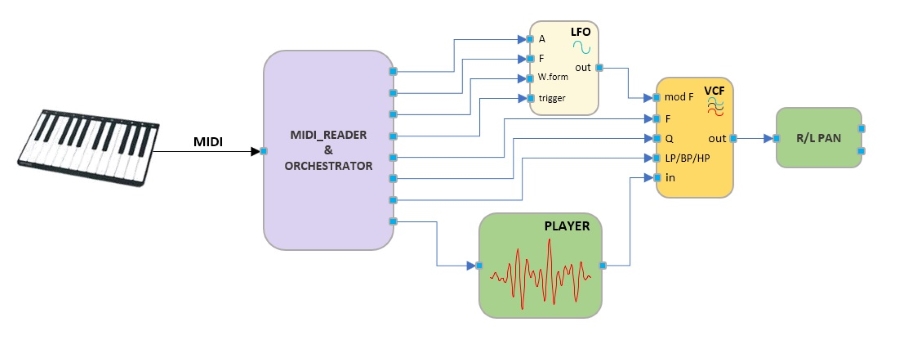 MIDI
MIDI_READER
&
ORCHESTRATOR
LFO
A
F
W.form
trigger
out
VCF
mod F
F
Q
LP/BP/HP
in
out
R/L PAN
PLAYER